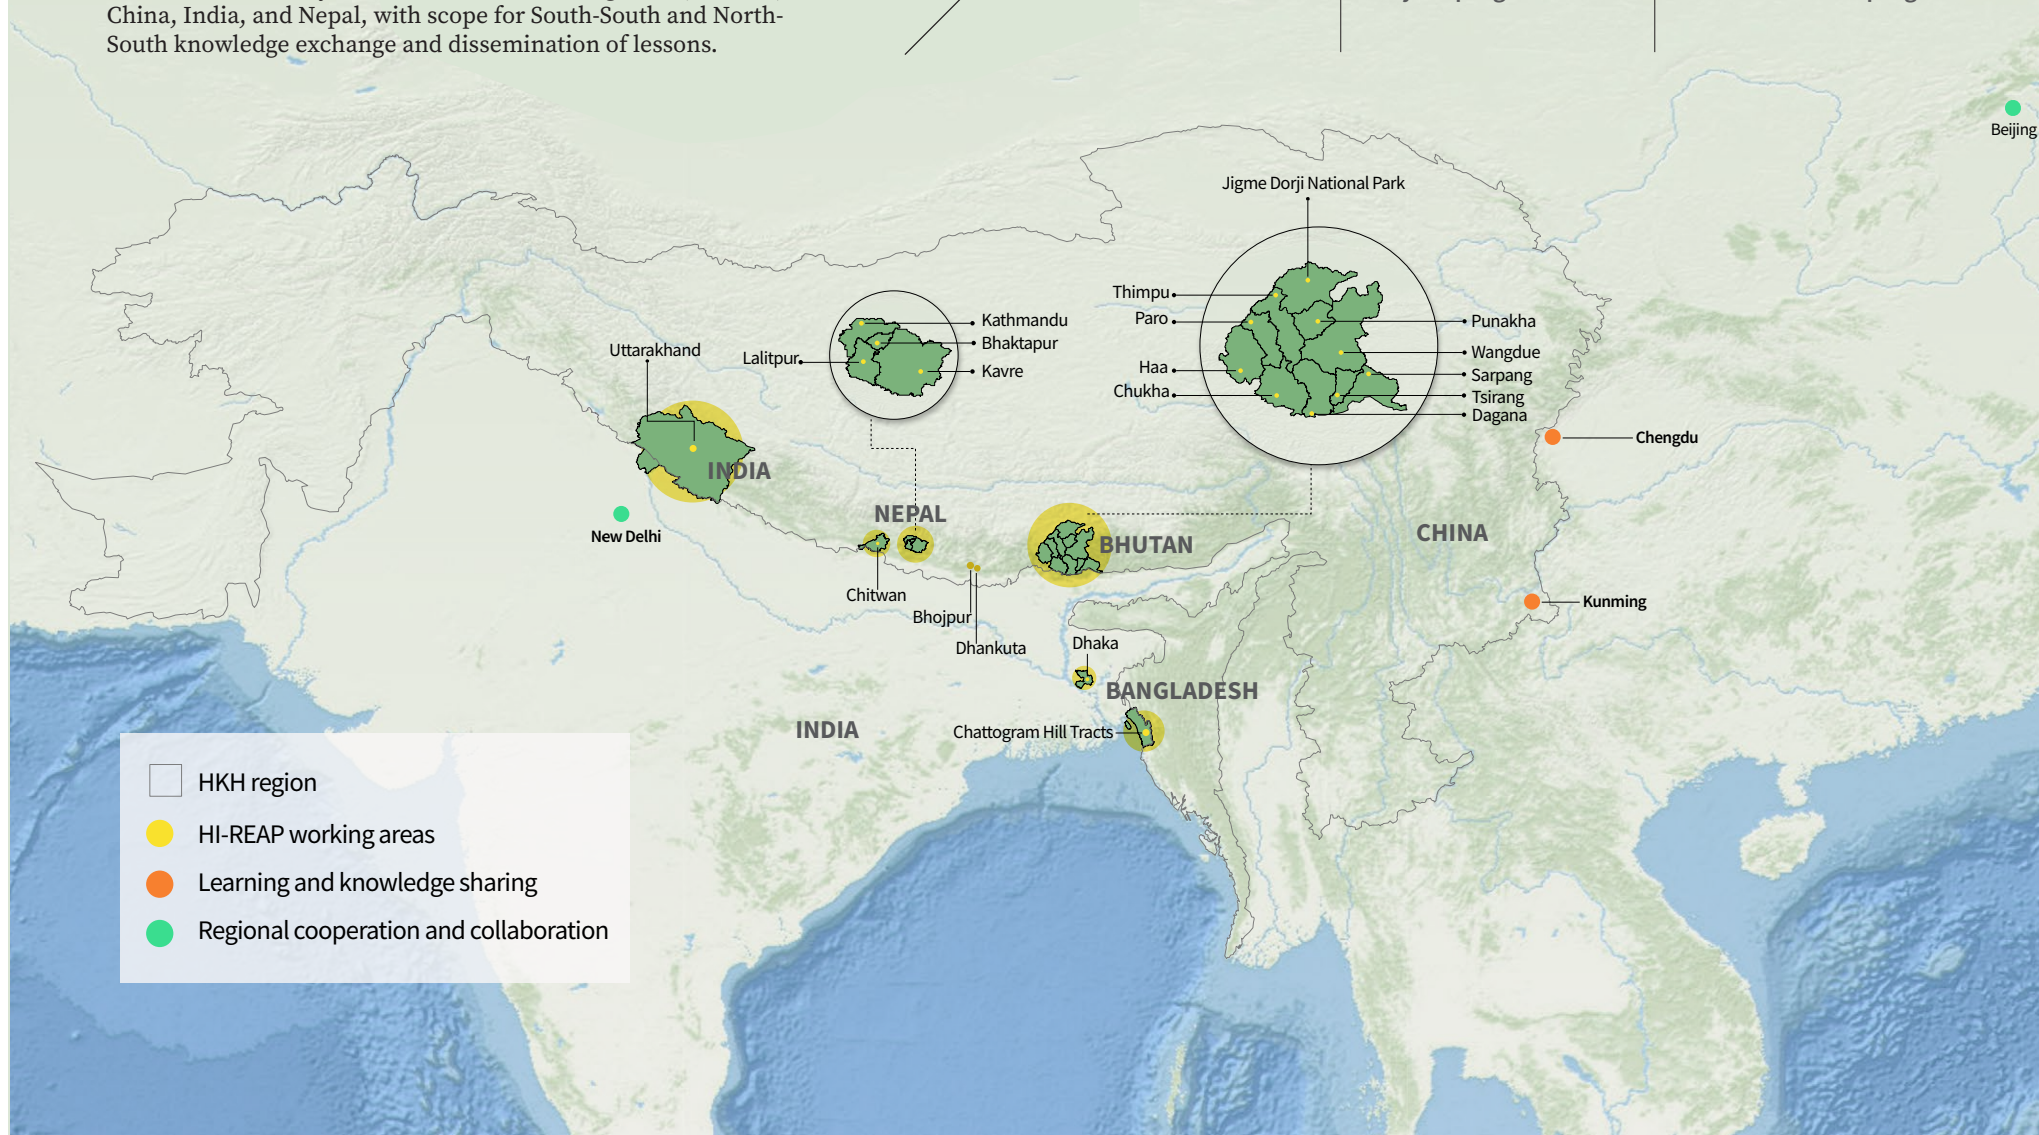 China, India, and Nepal, with scope for South-South and North-
South knowledge exchange and dissemination of lessons.
Beijing
Jigme Dorji National Park
Thimpu
Paro
Haa
Chukha
Punakha
Wangdue
Sarpang
Tsirang
Dagana
Kathmandu
Bhaktapur
Kavre
Lalitpur
Uttarakhand
INDIA
New Delhi
NEPAL
BHUTAN
CHINA
Chengdu
Kunming
Chitwan
Bhojpur
Dhankuta
Dhaka
BANGLADESH
Chattogram Hill Tracts
INDIA
HKH region
HI-REAP working areas
Learning and knowledge sharing
Regional cooperation and collaboration